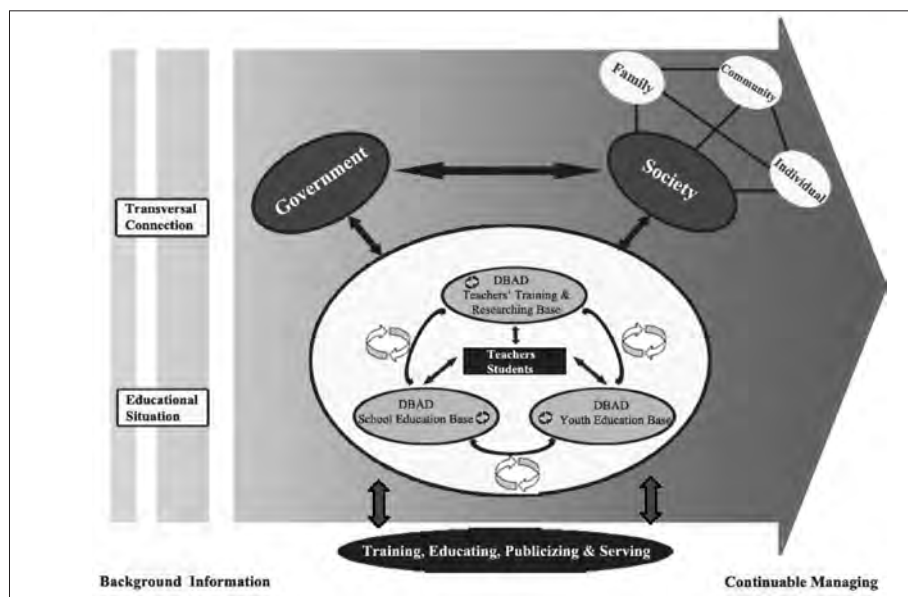 Family
Community
Individual
Government
Society
Transversal
Connection
DBAD
Teachers' Training &
Researching Base
Teachers
Students
Educational
Situation
DBAD
School Education Base
DBAD
Youth Education Base
Training, Educating, Publicizing & Serving
Background Information
Continuable Managing